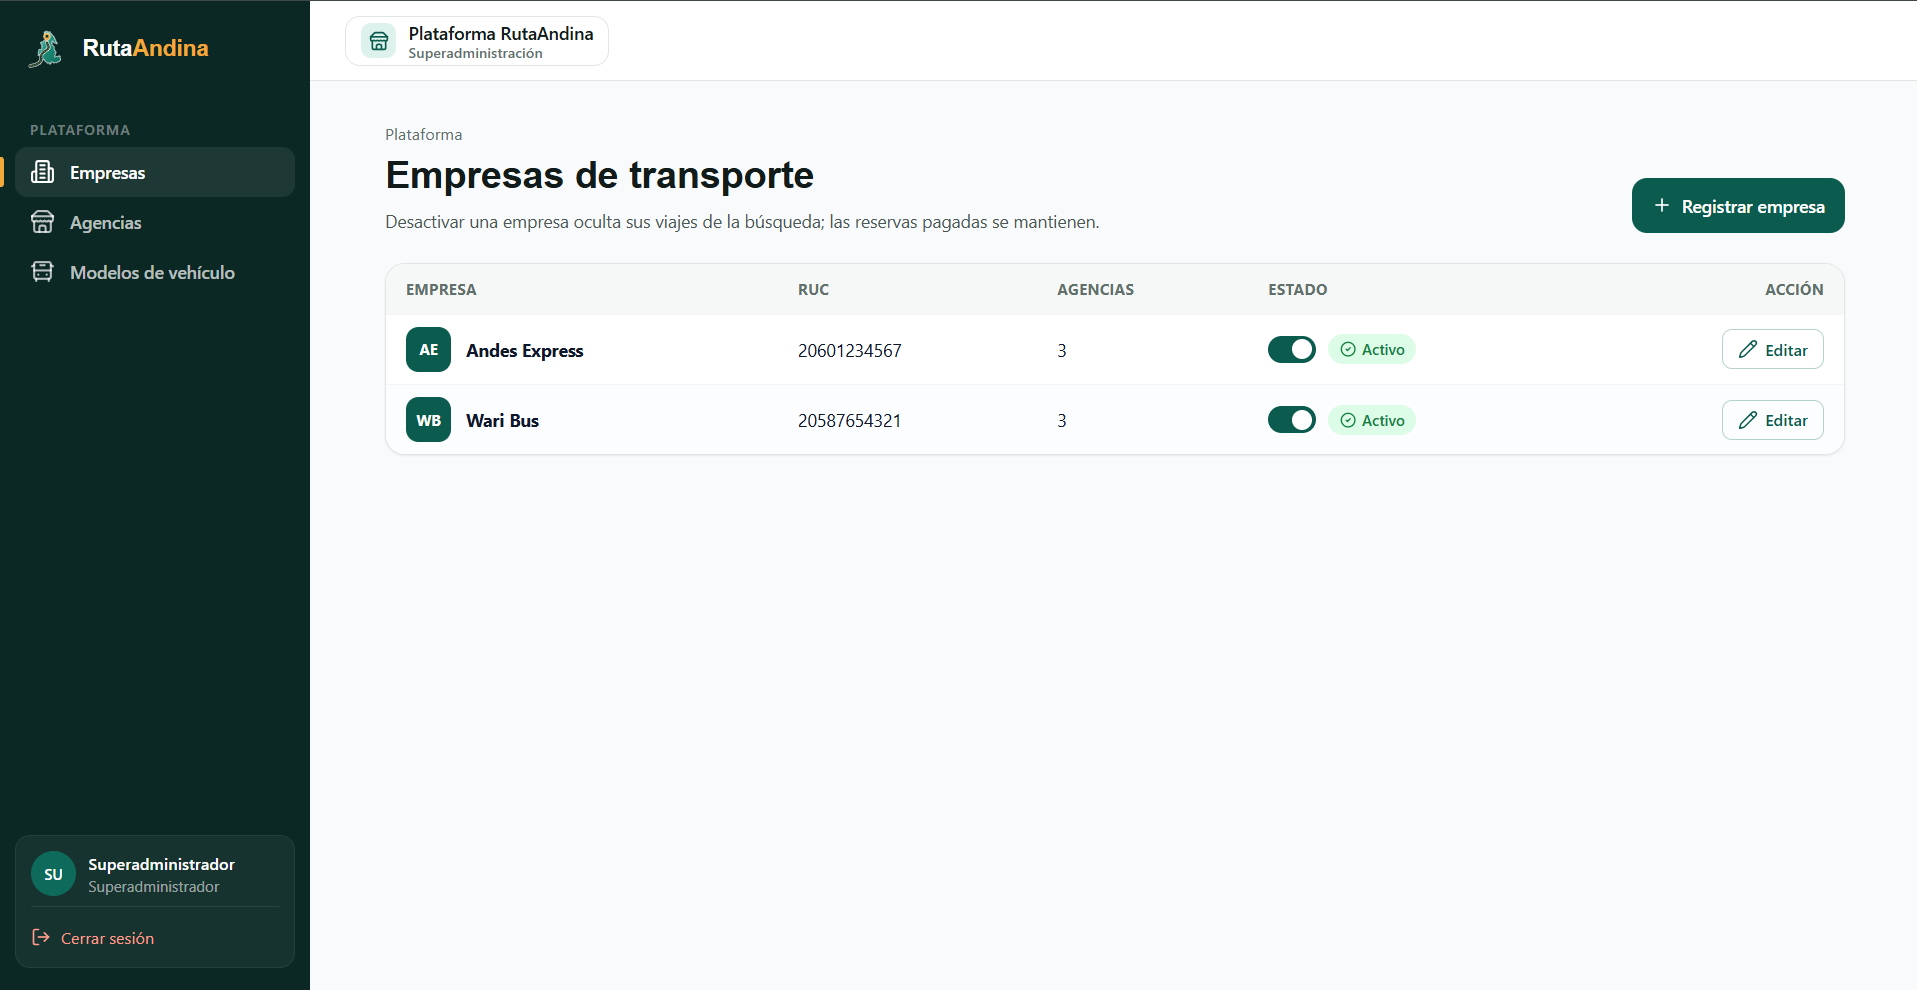 RutaAndina
PLATAFORMA
Empresas
Agencias
Modelos de vehículo
SU
Superadministrador
Superadministrador
Cerrar sesión
Plataforma RutaAndina
Superadministración
Plataforma
Empresas de transporte
Desactivar una empresa oculta sus viajes de la búsqueda; las reservas pagadas se mantienen.
+ Registrar empresa
EMPRESA RUC AGENCIAS ESTADO ACCIÓN
AE Andes Express 20601234567 3 Activo Editar
WB Wari Bus 20587654321 3 Activo Editar